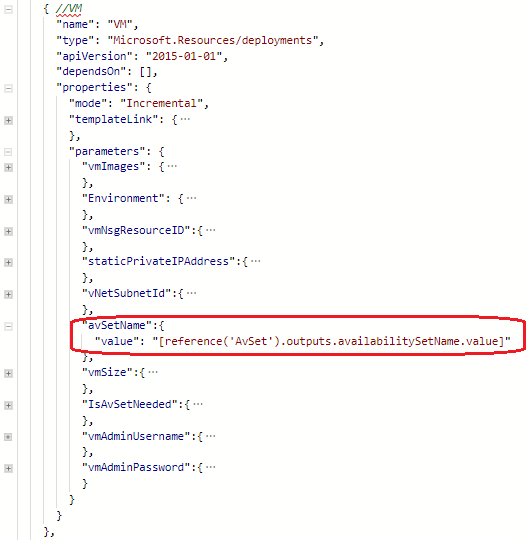 { //VM
"name": "VM",
"type": "Microsoft.Resources/deployments",
"apiVersion": "2015-01-01",
"dependsOn": [],
"properties": {
"mode": "Incremental",
"templateLink": {...
},
"parameters": {
"vmImages": {...
},
"Environment": {...
},
"vmNsgResourceID":{...
},
"staticPrivateIPAddress":{...
},
"vNetSubnetId":{...
},
"avSetName":{
"value": "[reference('AvSet').outputs.availabilitySetName.value]"
},
"vmSize":{...
},
"IsAvSetNeeded":{...
},
"vmAdminUsername":{...
},
"vmAdminPassword":{...
}
}
}
},